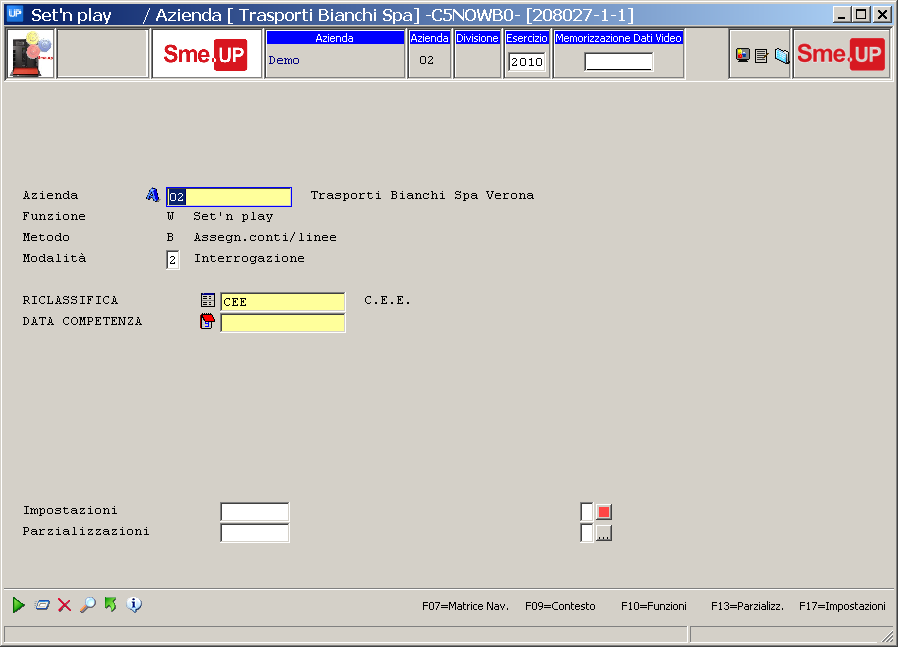 UP Set'n play / Azienda [ Trasporti Bianchi Spa] -C5NOWB0- [208027-1-1]
Sme.UP
Azienda Azienda Divisione Esercizio Memorizzazione Dati Video
Demo 02 2010
Sme.UP
Azienda 02 Trasporti Bianchi Spa Verona
Funzione W Set'n play
Metodo B Assegn.conti/linee
Modalità 2 Interrogazione
RICLASSIFICA CEE C.E.E.
DATA COMPETENZA
Impostazioni
Parzializzazioni ...
F07=Matrice Nav. F09=Contesto F10=Funzioni F13=Parzializz. F17=Impostazioni